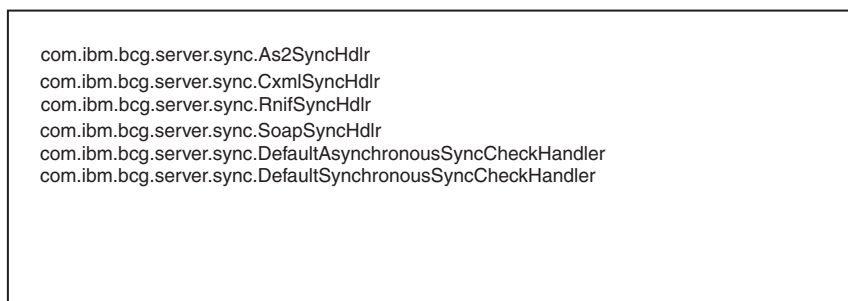 com.ibm.bcg.server.sync.As2SyncHdlr
com.ibm.bcg.server.sync.CxmlSyncHdlr
com.ibm.bcg.server.sync.RnifSyncHdlr
com.ibm.bcg.server.sync.SoapSyncHdlr
com.ibm.bcg.server.sync.DefaultAsynchronousSyncCheckHandler
com.ibm.bcg.server.sync.DefaultSynchronousSyncCheckHandler